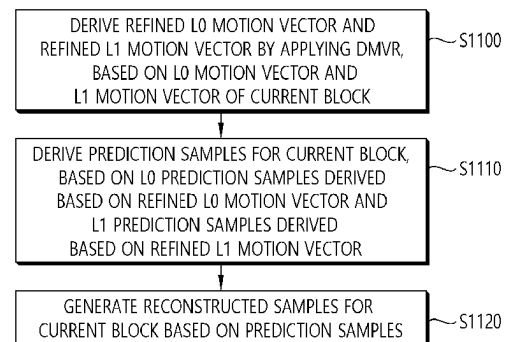 DERIVE REFINED L0 MOTION VECTOR AND
REFINED L1 MOTION VECTOR BY APPLYING DMVR,
BASED ON L0 MOTION VECTOR AND
L1 MOTION VECTOR OF CURRENT BLOCK
S1100
DERIVE PREDICTION SAMPLES FOR CURRENT BLOCK,
BASED ON L0 PREDICTION SAMPLES DERIVED
BASED ON REFINED L0 MOTION VECTOR AND
L1 PREDICTION SAMPLES DERIVED
BASED ON REFINED L1 MOTION VECTOR
S1110
GENERATE RECONSTRUCTED SAMPLES FOR
CURRENT BLOCK BASED ON PREDICTION SAMPLES
S1120